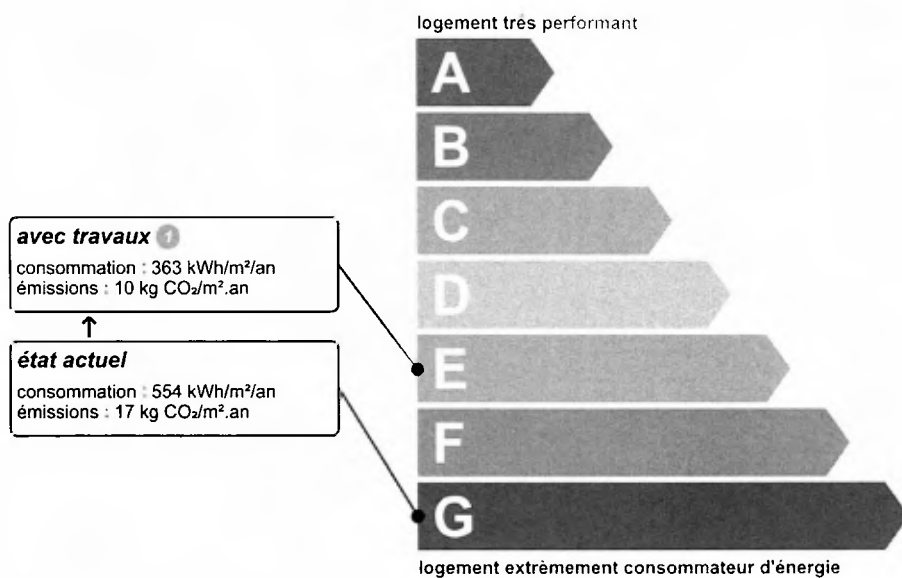 logement très performant
A
B
C
D
E
F
G
avec travaux 1
consommation : 363 kWh/m²/an
émissions : 10 kg CO₂/m².an
↑
état actuel
consommation : 554 kWh/m²/an
émissions : 17 kg CO₂/m².an
logement extrêmement consommateur d'énergie